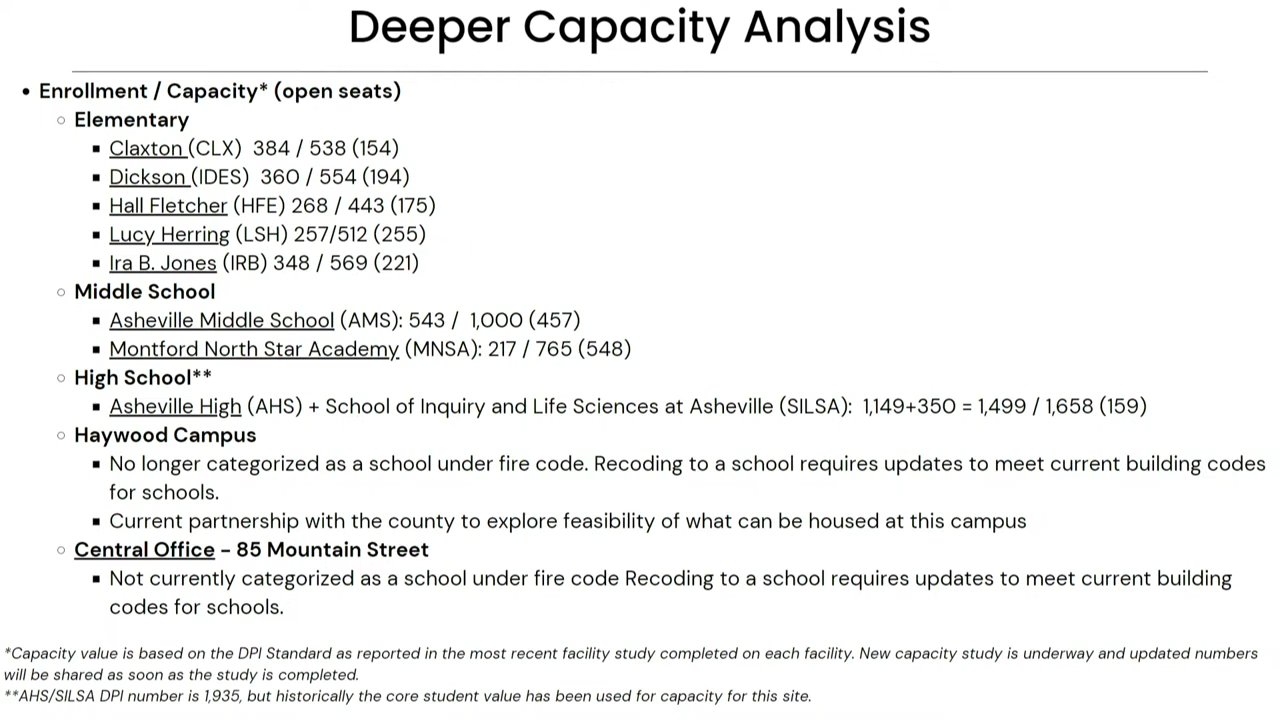 Deeper Capacity Analysis
• Enrollment / Capacity* (open seats)
○ Elementary
▪ Claxton (CLX) 384 / 538 (154)
▪ Dickson (IDES) 360 / 554 (194)
▪ Hall Fletcher (HFE) 268 / 443 (175)
▪ Lucy Herring (LSH) 257/512 (255)
▪ Ira B. Jones (IRB) 348 / 569 (221)
○ Middle School
▪ Asheville Middle School (AMS): 543 / 1,000 (457)
▪ Montford North Star Academy (MNSA): 217 / 765 (548)
○ High School**
▪ Asheville High (AHS) + School of Inquiry and Life Sciences at Asheville (SILSA): 1,149+350 = 1,499 / 1,658 (159)
○ Haywood Campus
▪ No longer categorized as a school under fire code. Recoding to a school requires updates to meet current building codes
for schools.
▪ Current partnership with the county to explore feasibility of what can be housed at this campus
○ Central Office – 85 Mountain Street
▪ Not currently categorized as a school under fire code Recoding to a school requires updates to meet current building
codes for schools.
*Capacity value is based on the DPI Standard as reported in the most recent facility study completed on each facility. New capacity study is underway and updated numbers
will be shared as soon as the study is completed.
**AHS/SILSA DPI number is 1,935, but historically the core student value has been used for capacity for this site.